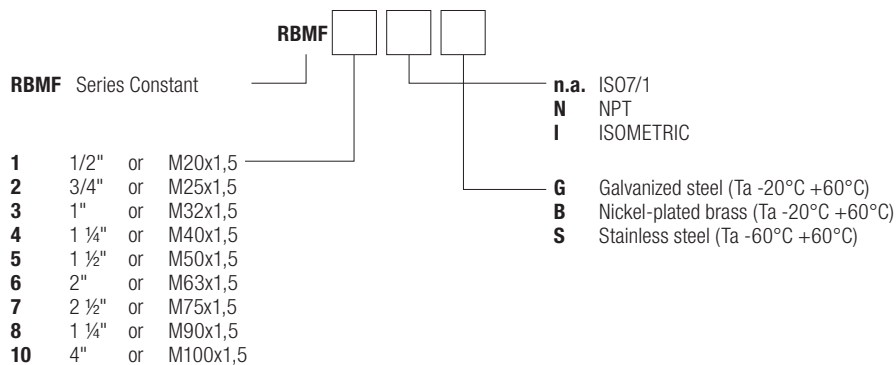 RBMF
RBMF Series Constant
n.a. ISO7/1
N NPT
I ISOMETRIC
1 1/2" or M20x1,5
2 3/4" or M25x1,5
3 1" or M32x1,5
4 1 ¼" or M40x1,5
5 1 ½" or M50x1,5
6 2" or M63x1,5
7 2 ½" or M75x1,5
8 1 ¼" or M90x1,5
10 4" or M100x1,5
G Galvanized steel (Ta -20°C +60°C)
B Nickel-plated brass (Ta -20°C +60°C)
S Stainless steel (Ta -60°C +60°C)